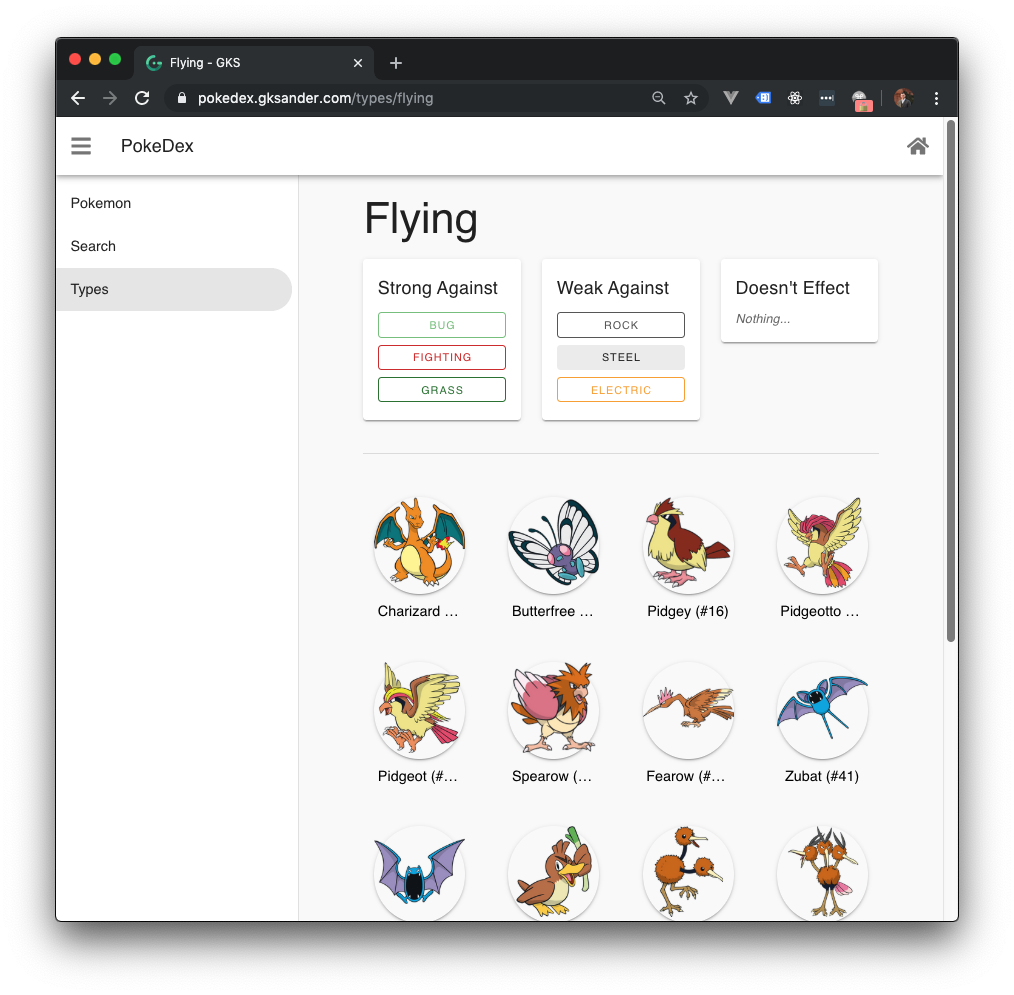 Flying - GKS
pokedex.gksander.com/types/flying
PokeDex
Pokemon
Search
Types
Flying
Strong Against
BUG
FIGHTING
GRASS
Weak Against
ROCK
STEEL
ELECTRIC
Doesn't Effect
Nothing...
Charizard …
Butterfree …
Pidgey (#16)
Pidgeotto …
Pidgeot (#…
Spearow (…
Fearow (#…
Zubat (#41)